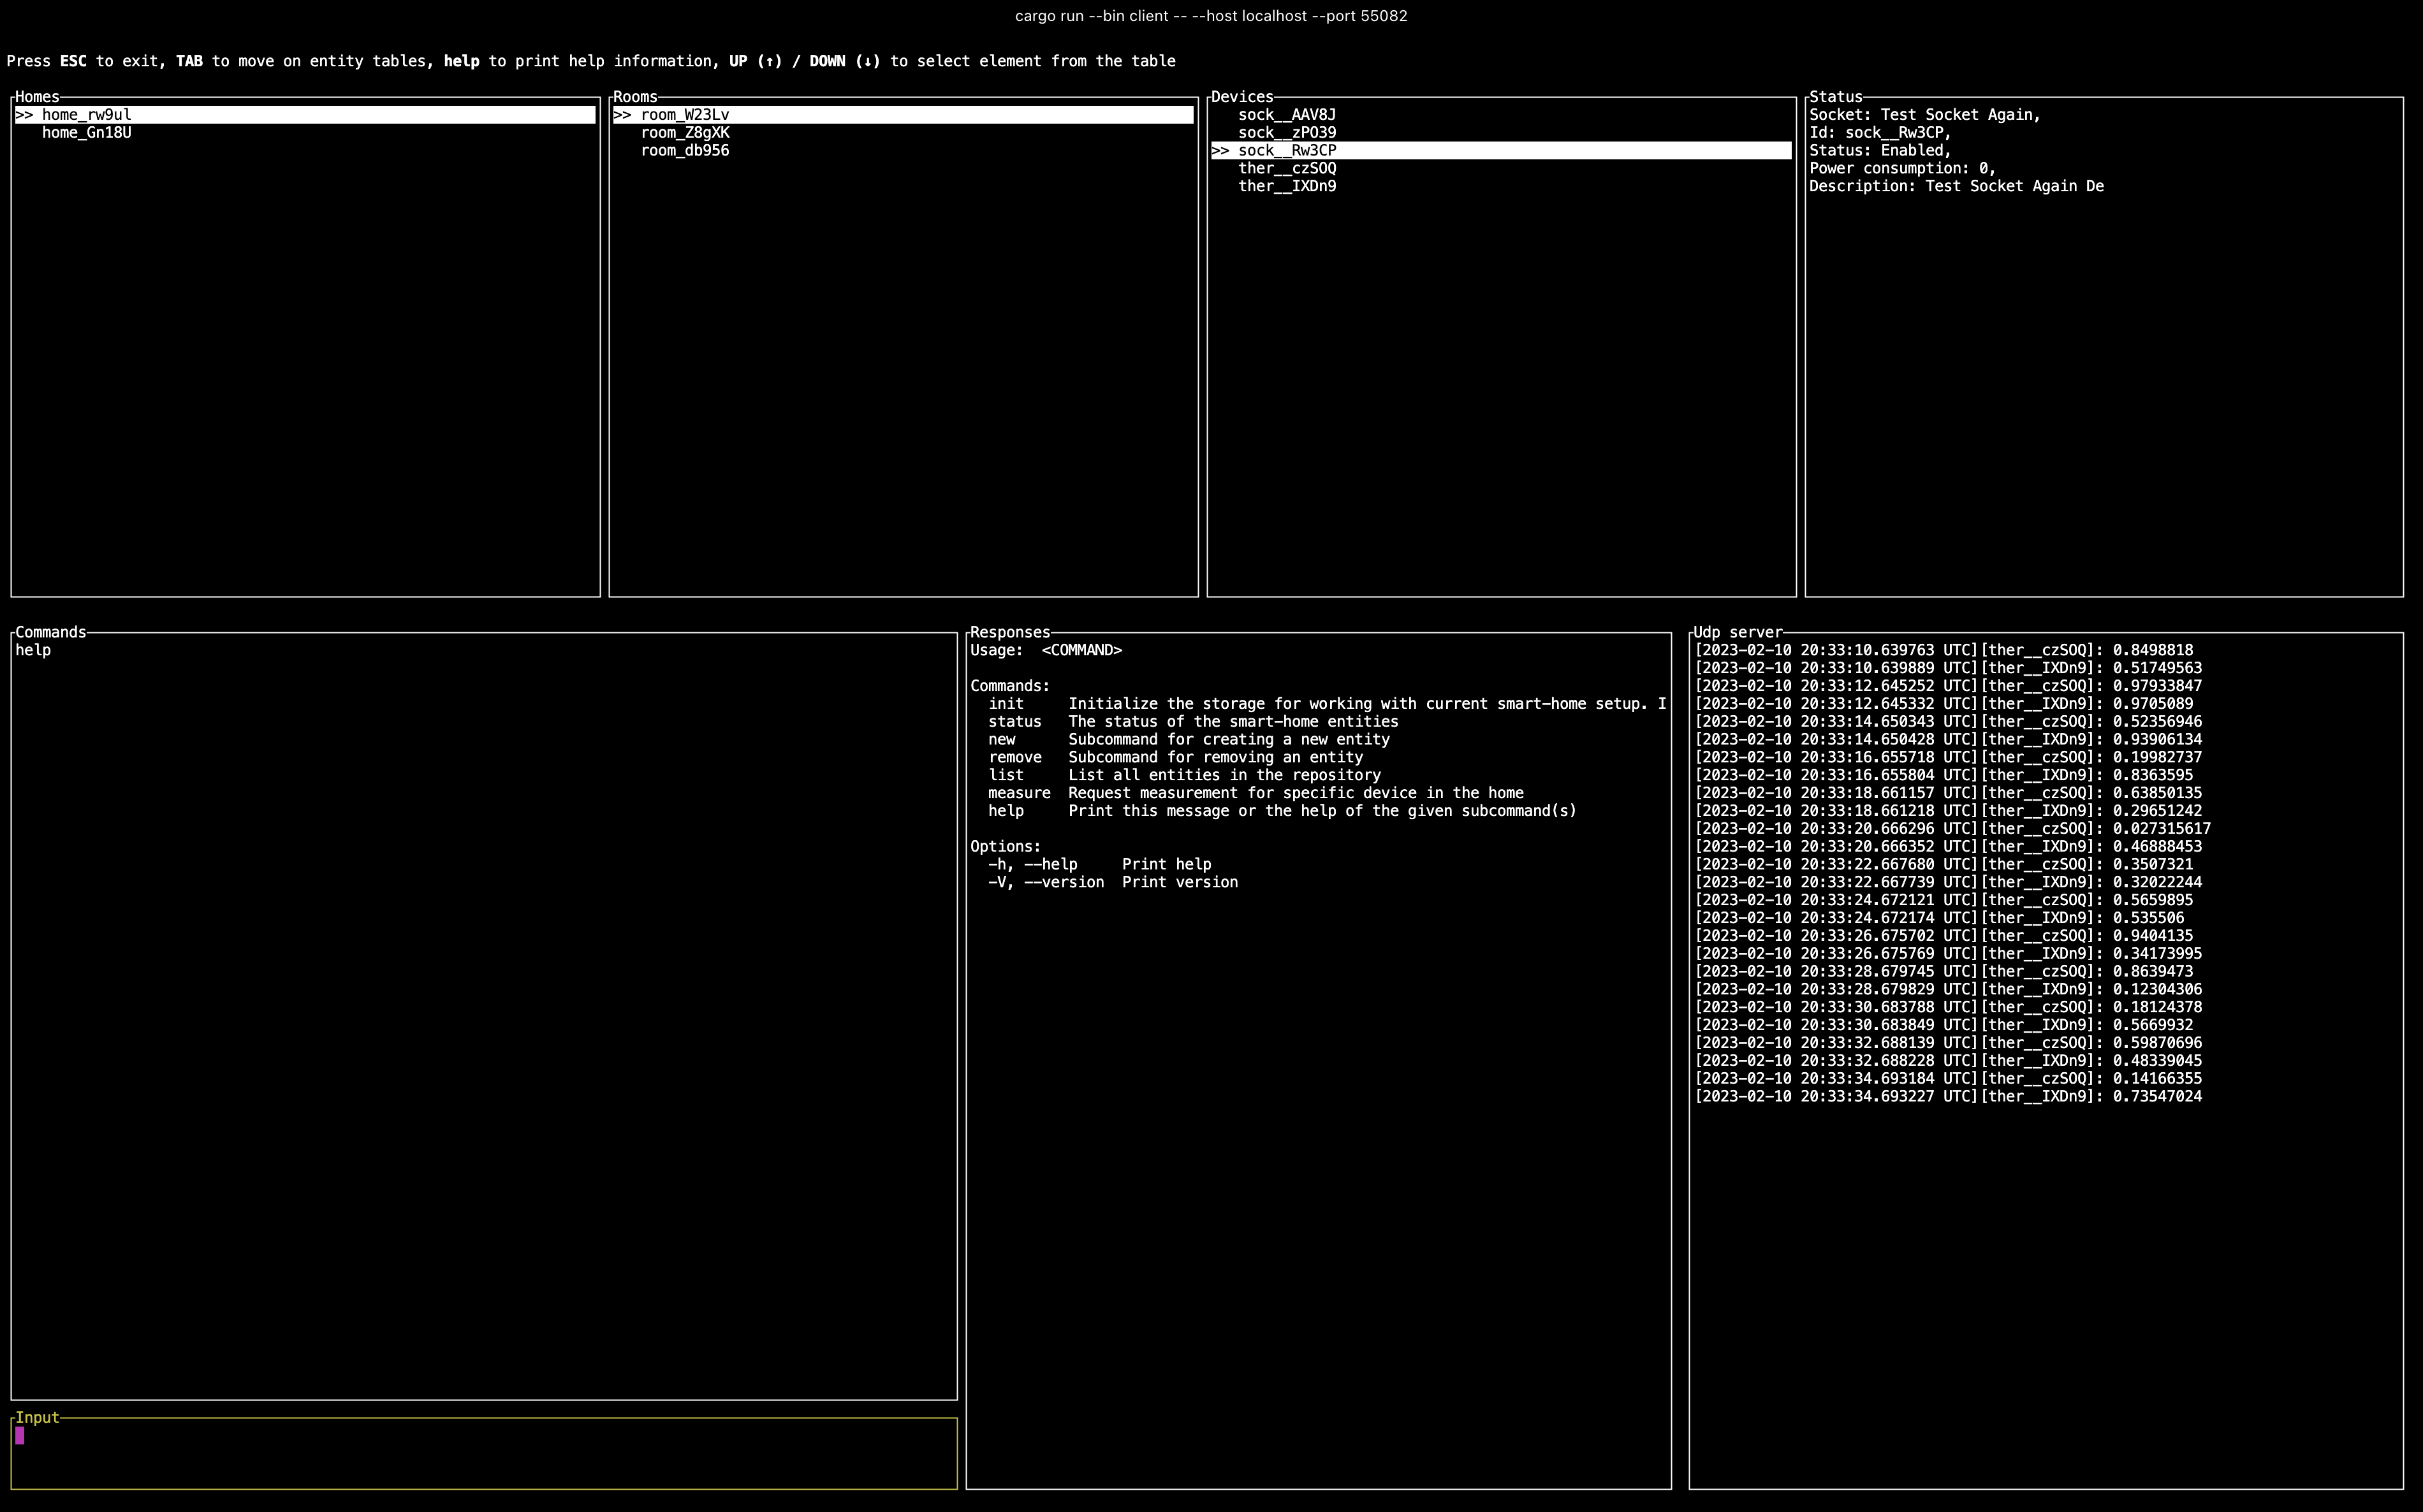 cargo run --bin client -- --host localhost --port 55082
Press ESC to exit, TAB to move on entity tables, help to print help information, UP (↑) / DOWN (↓) to select element from the table
Homes
>> home_rw9ul
home_Gn18U
Rooms
>> room_W23Lv
room_Z8gXK
room_db956
Devices
sock__AAV8J
sock__zPO39
>> sock__Rw3CP
ther__czSOQ
ther__IXDn9
Status
Socket: Test Socket Again,
Id: sock__Rw3CP,
Status: Enabled,
Power consumption: 0,
Description: Test Socket Again De
Commands
help
Input
Responses
Usage:  <COMMAND>
Commands:
init     Initialize the storage for working with current smart-home setup. I
status   The status of the smart-home entities
new      Subcommand for creating a new entity
remove   Subcommand for removing an entity
list     List all entities in the repository
measure  Request measurement for specific device in the home
help     Print this message or the help of the given subcommand(s)
Options:
-h, --help     Print help
-V, --version  Print version
Udp server
[2023-02-10 20:33:10.639763 UTC][ther__czSOQ]: 0.8498818
[2023-02-10 20:33:10.639889 UTC][ther__IXDn9]: 0.51749563
[2023-02-10 20:33:12.645252 UTC][ther__czSOQ]: 0.97933847
[2023-02-10 20:33:12.645332 UTC][ther__IXDn9]: 0.9705089
[2023-02-10 20:33:14.650343 UTC][ther__czSOQ]: 0.52356946
[2023-02-10 20:33:14.650428 UTC][ther__IXDn9]: 0.93906134
[2023-02-10 20:33:16.655718 UTC][ther__czSOQ]: 0.19982737
[2023-02-10 20:33:16.655804 UTC][ther__IXDn9]: 0.8363595
[2023-02-10 20:33:18.661157 UTC][ther__czSOQ]: 0.63850135
[2023-02-10 20:33:18.661218 UTC][ther__IXDn9]: 0.29651242
[2023-02-10 20:33:20.666296 UTC][ther__czSOQ]: 0.027315617
[2023-02-10 20:33:20.666352 UTC][ther__IXDn9]: 0.46888453
[2023-02-10 20:33:22.667680 UTC][ther__czSOQ]: 0.3507321
[2023-02-10 20:33:22.667739 UTC][ther__IXDn9]: 0.32022244
[2023-02-10 20:33:24.672121 UTC][ther__czSOQ]: 0.5659895
[2023-02-10 20:33:24.672174 UTC][ther__IXDn9]: 0.535506
[2023-02-10 20:33:26.675702 UTC][ther__czSOQ]: 0.9404135
[2023-02-10 20:33:26.675769 UTC][ther__IXDn9]: 0.34173995
[2023-02-10 20:33:28.679745 UTC][ther__czSOQ]: 0.8639473
[2023-02-10 20:33:28.679829 UTC][ther__IXDn9]: 0.12304306
[2023-02-10 20:33:30.683788 UTC][ther__czSOQ]: 0.18124378
[2023-02-10 20:33:30.683849 UTC][ther__IXDn9]: 0.5669932
[2023-02-10 20:33:32.688139 UTC][ther__czSOQ]: 0.59870696
[2023-02-10 20:33:32.688228 UTC][ther__IXDn9]: 0.48339045
[2023-02-10 20:33:34.693184 UTC][ther__czSOQ]: 0.14166355
[2023-02-10 20:33:34.693227 UTC][ther__IXDn9]: 0.73547024